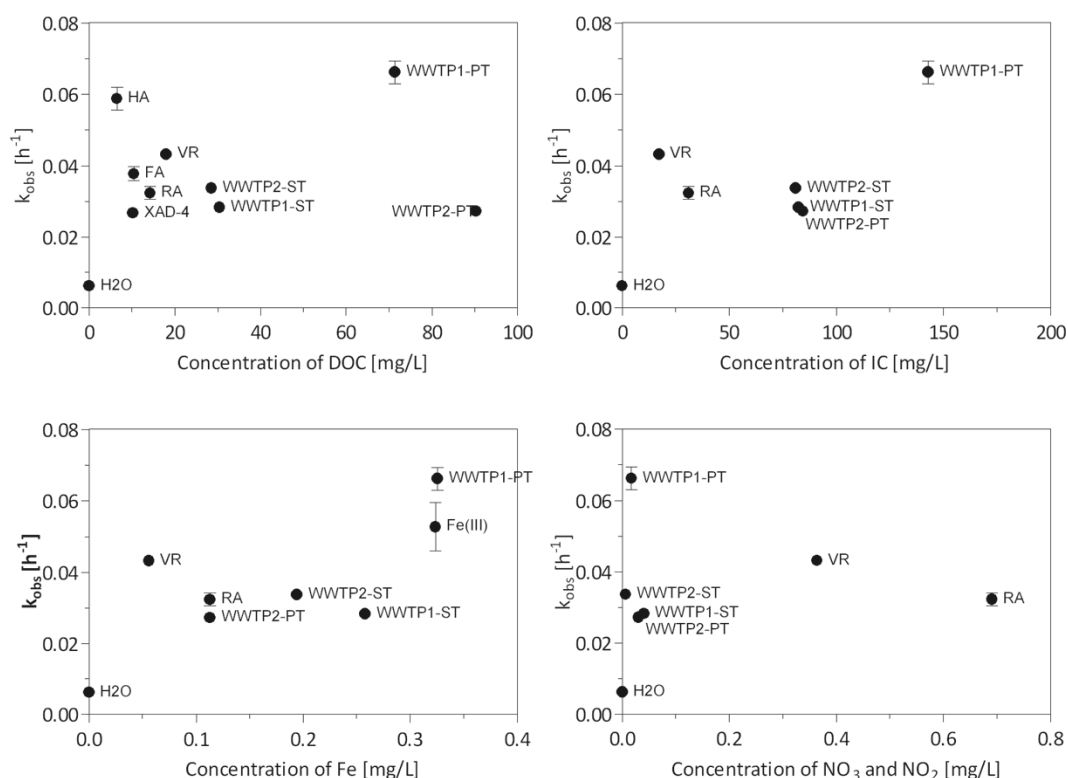 0.08
WWTP1-PT
0.06
HA
kobs [h-1]
VR
0.04
FA
RA
WWTP2-ST
XAD-4
WWTP1-ST
WWTP2-PT
0.02
H2O
0.00
0 20 40 60 80 100
Concentration of DOC [mg/L]
0.08
WWTP1-PT
0.06
kobs [h-1]
VR
0.04
RA
WWTP2-ST
WWTP1-ST
WWTP2-PT
0.02
H2O
0.00
0 50 100 150 200
Concentration of IC [mg/L]
0.08
WWTP1-PT
0.06
Fe(III)
kobs [h-1]
VR
0.04
RA
WWTP2-ST
WWTP2-PT
WWTP1-ST
0.02
H2O
0.00
0.0 0.1 0.2 0.3 0.4
Concentration of Fe [mg/L]
0.08
WWTP1-PT
0.06
kobs [h-1]
VR
0.04
WWTP2-ST
RA
WWTP1-ST
WWTP2-PT
0.02
H2O
0.00
0.0 0.2 0.4 0.6 0.8
Concentration of NO3 and NO2 [mg/L]